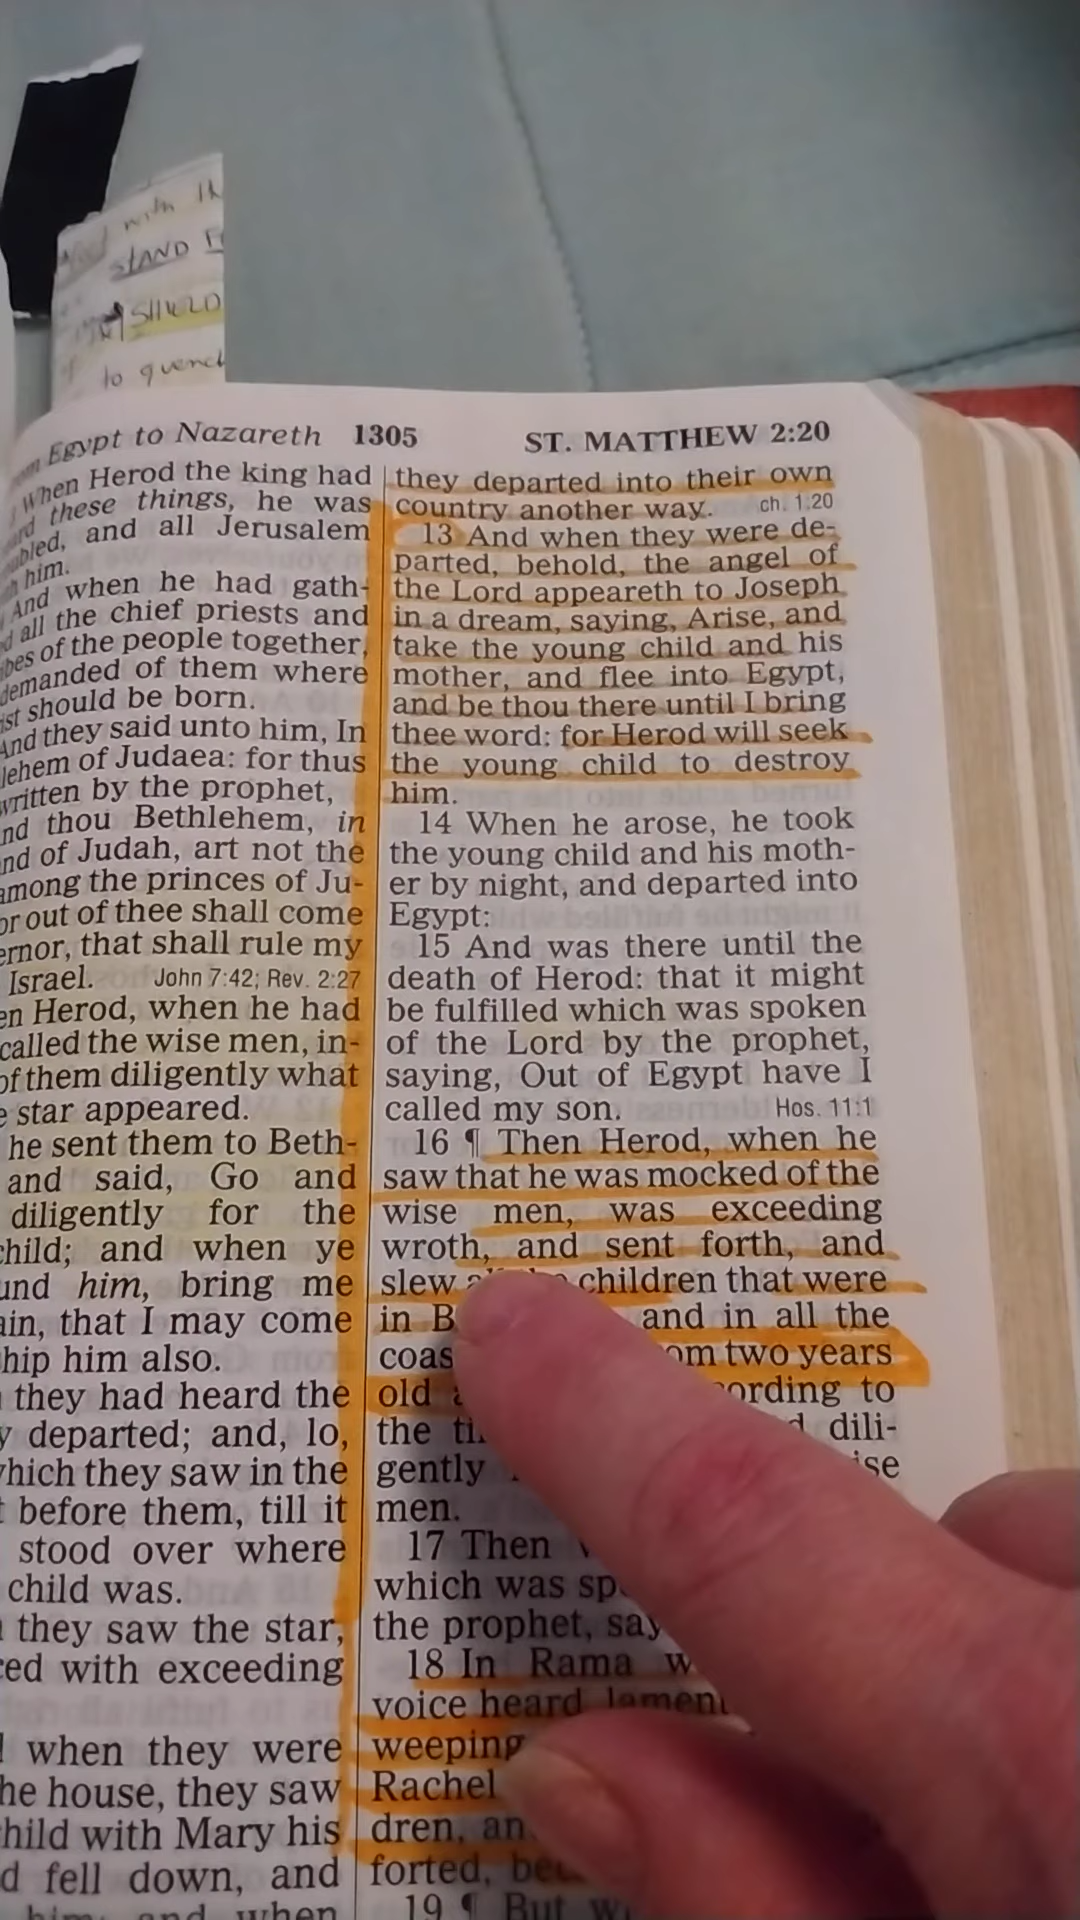 with th
STAND F
SHIELD
to quench
Egypt to Nazareth 1305 ST. MATTHEW 2:20
When Herod the king had
these things, he was
and all Jerusalem
him.
And when he had gath-
all the chief priests and
of the people together,
demanded of them where
should be born.
And they said unto him, In
of Judaea: for thus
written by the prophet,
thou Bethlehem, in
of Judah, art not the
among the princes of Ju-
out of thee shall come
that shall rule my
Israel. John 7:42; Rev. 2:27
Herod, when he had
called the wise men, in-
of them diligently what
star appeared.
he sent them to Beth-
and said, Go and
diligently for the
child; and when ye
him, bring me
that I may come
him also.
they had heard the
departed; and, lo,
which they saw in the
before them, till it
stood over where
child was.
they saw the star,
with exceeding
when they were
the house, they saw
child with Mary his
fell down, and
him: and when
they departed into their own
country another way. ch. 1:20
13 And when they were de-
parted, behold, the angel of
the Lord appeareth to Joseph
in a dream, saying, Arise, and
take the young child and his
mother, and flee into Egypt,
and be thou there until I bring
thee word: for Herod will seek
the young child to destroy
him.
14 When he arose, he took
the young child and his moth-
er by night, and departed into
Egypt:
15 And was there until the
death of Herod: that it might
be fulfilled which was spoken
of the Lord by the prophet,
saying, Out of Egypt have I
called my son. Hos. 11:1
16 ¶ Then Herod, when he
saw that he was mocked of the
wise men, was exceeding
wroth, and sent forth, and
slew children that were
in and in all the
two years
old to
the dili-
gently
men.
17 Then
which was
the prophet,
18 In Rama
voice heard
weeping
Rachel
dren,
forted,
19 ¶ But